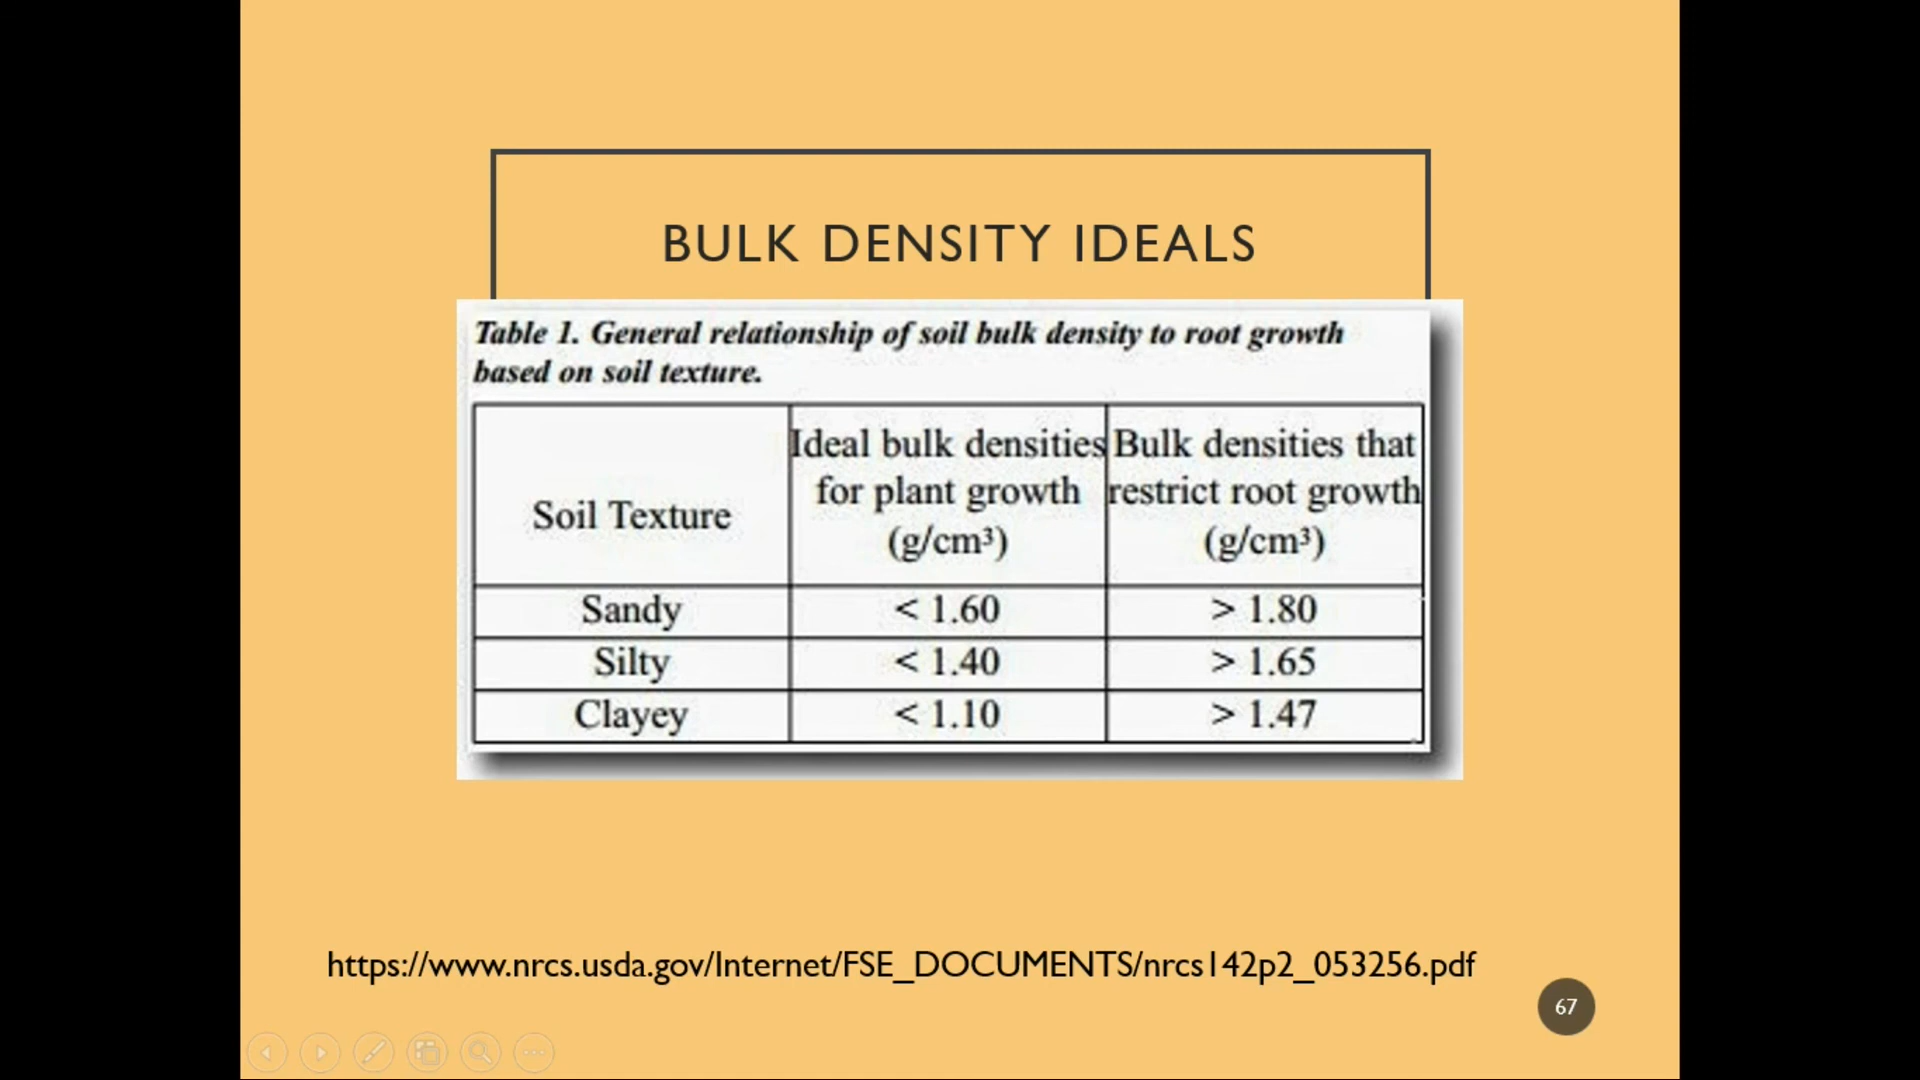 BULK DENSITY IDEALS
Table 1. General relationship of soil bulk density to root growth
based on soil texture.
Soil Texture
Ideal bulk densities
for plant growth
(g/cm³)
Bulk densities that
restrict root growth
(g/cm³)
Sandy < 1.60 > 1.80
Silty < 1.40 > 1.65
Clayey < 1.10 > 1.47
https://www.nrcs.usda.gov/Internet/FSE_DOCUMENTS/nrcs142p2_053256.pdf
67